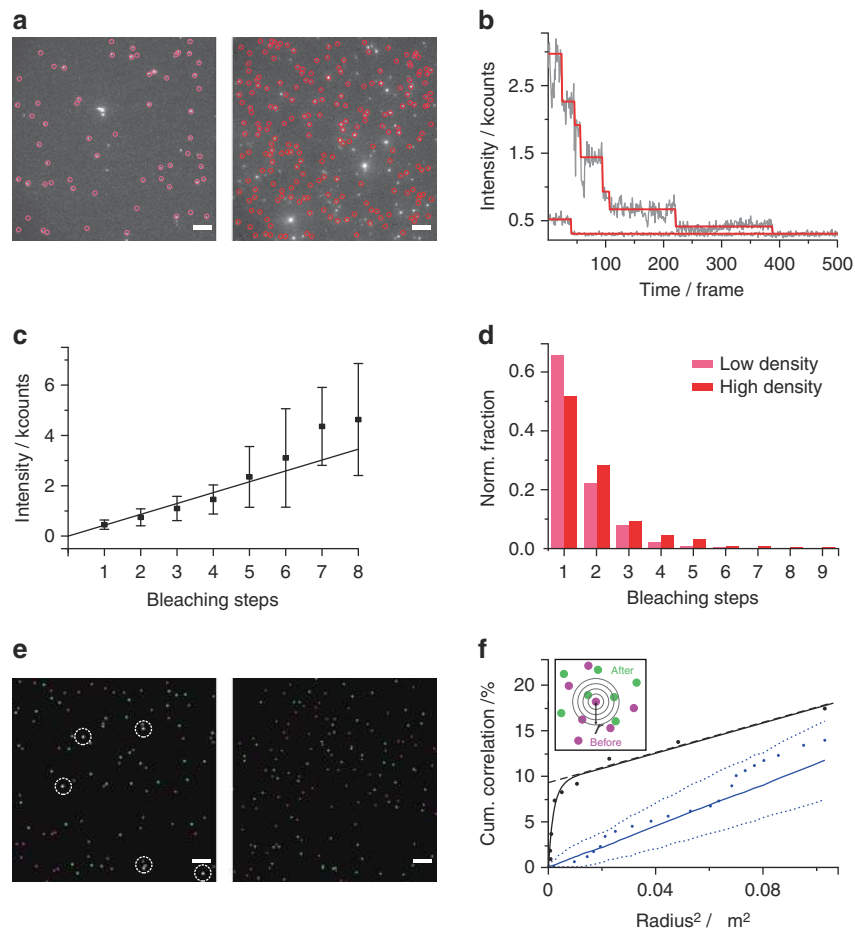 a
b
Intensity / kcounts
2.5
1.5
0.5
100 200 300 400 500
Time / frame
c
Intensity / kcounts
6
4
2
0
1 2 3 4 5 6 7 8
Bleaching steps
d
Norm. fraction
0.6
0.4
0.2
0.0
Low density
High density
1 2 3 4 5 6 7 8 9
Bleaching steps
e
f
Cum. correlation /%
20
15
10
5
0
After
r
Before
0 0.04 0.08
Radius² / m²